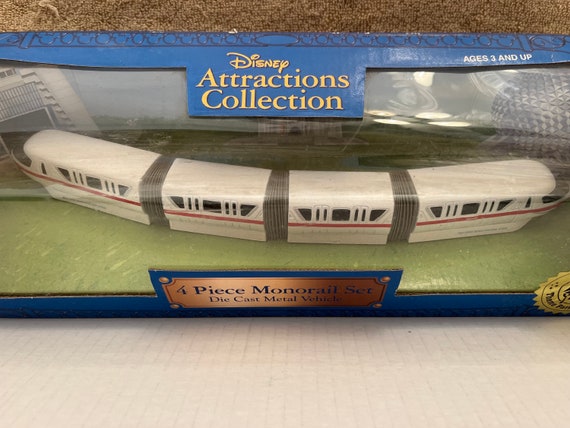 Disney
AGES 3 AND UP
Attractions
Collection
4 Piece Monorail Set
Die Cast Metal Vehicle